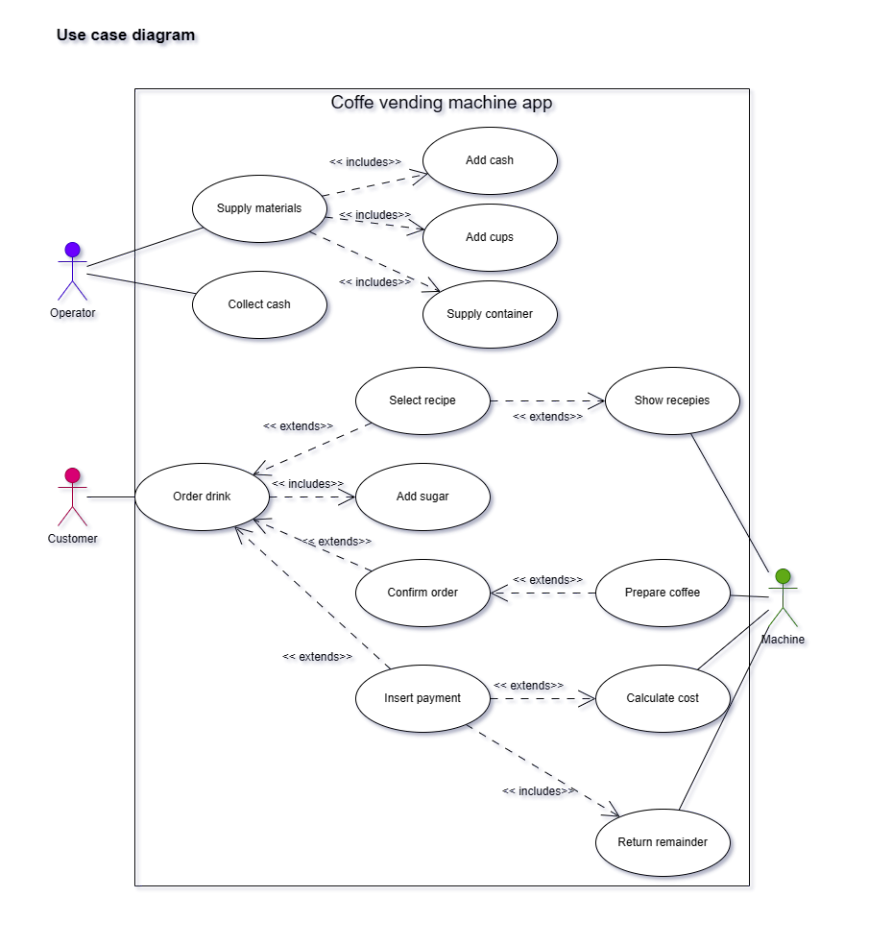 Use case diagram
Coffe vending machine app
<< includes>>
Add cash
Supply materials
<< includes>>
Add cups
<< includes>>
Collect cash
Supply container
Operator
Select recipe
Show recepies
<< extends>>
<< extends>>
Order drink
<< includes>>
Add sugar
Customer
<< extends>>
Confirm order
<< extends>>
Prepare coffee
Machine
<< extends>>
Insert payment
<< extends>>
Calculate cost
<< includes>>
Return remainder